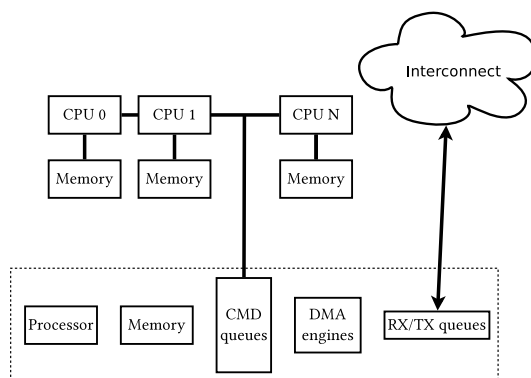 Interconnect
CPU 0
CPU 1
CPU N
Memory
Memory
Memory
Processor
Memory
CMD
queues
DMA
engines
RX/TX queues